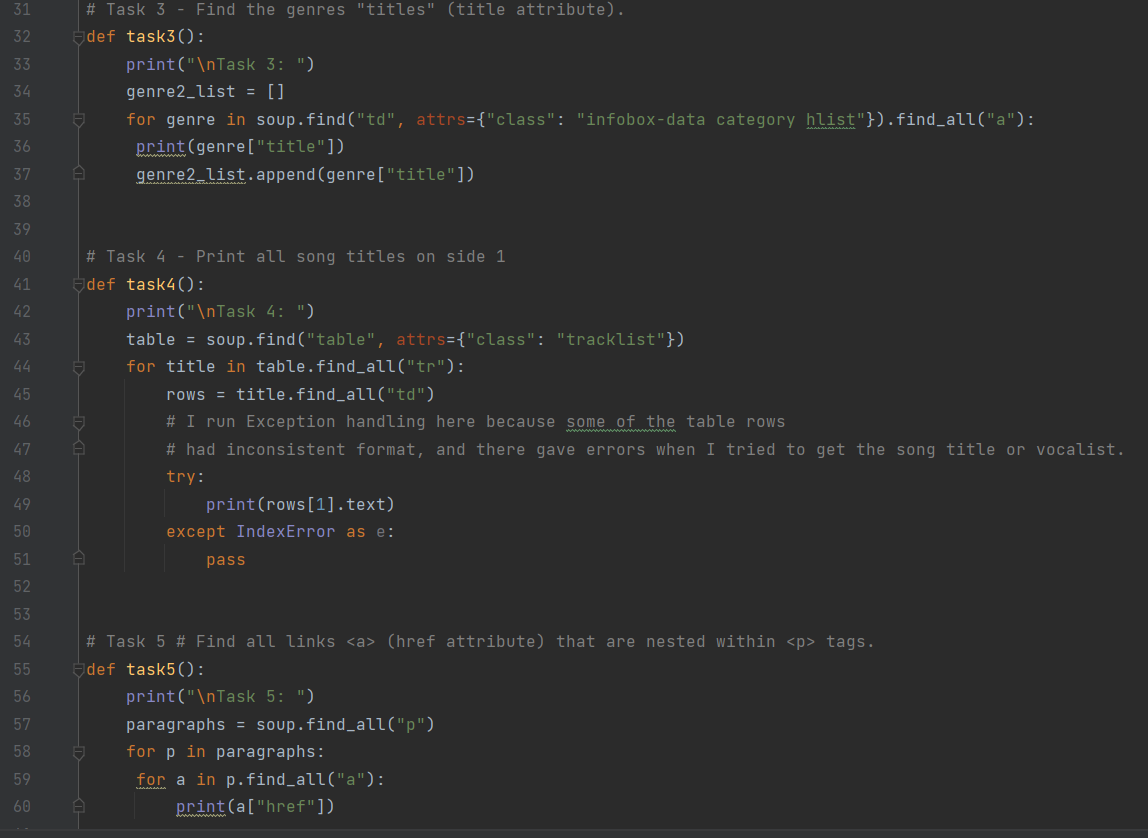 31 # Task 3 - Find the genres "titles" (title attribute).
32 def task3():
33     print("\nTask 3: ")
34     genre2_list = []
35     for genre in soup.find("td", attrs={"class": "infobox-data category hlist"}).find_all("a"):
36      print(genre["title"])
37      genre2_list.append(genre["title"])
38
39
40 # Task 4 - Print all song titles on side 1
41 def task4():
42     print("\nTask 4: ")
43     table = soup.find("table", attrs={"class": "tracklist"})
44     for title in table.find_all("tr"):
45         rows = title.find_all("td")
46         # I run Exception handling here because some of the table rows
47         # had inconsistent format, and there gave errors when I tried to get the song title or vocalist.
48         try:
49             print(rows[1].text)
50         except IndexError as e:
51             pass
52
53
54 # Task 5 # Find all links <a> (href attribute) that are nested within <p> tags.
55 def task5():
56     print("\nTask 5: ")
57     paragraphs = soup.find_all("p")
58     for p in paragraphs:
59      for a in p.find_all("a"):
60          print(a["href"])